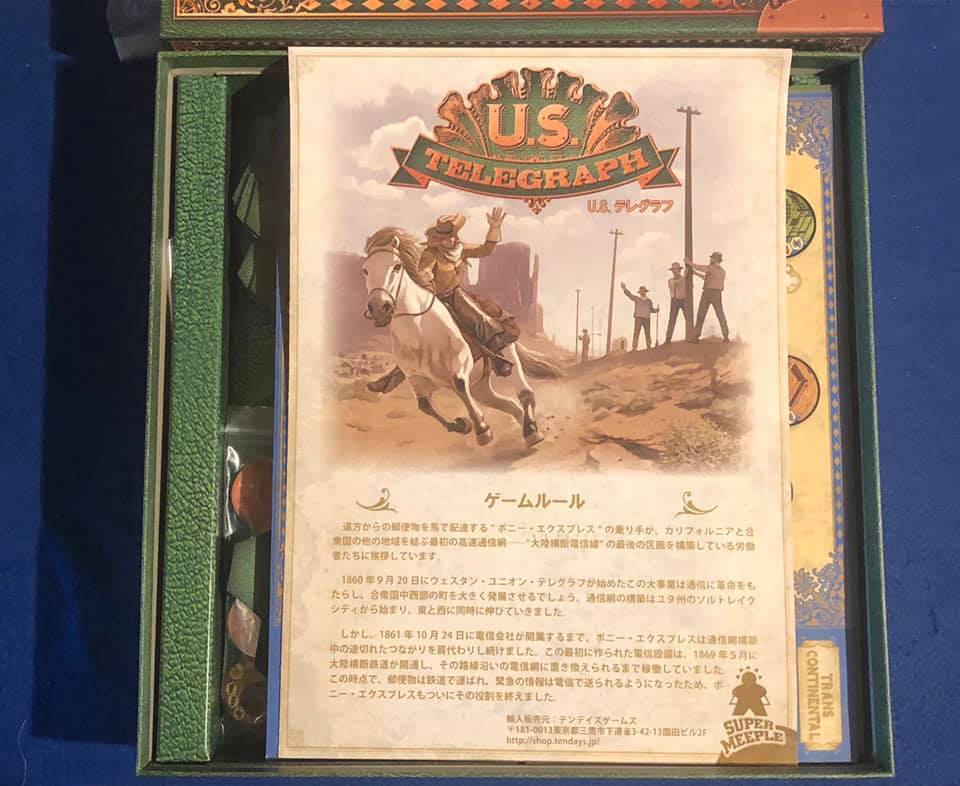 U.S.
TELEGRAPH
U.S. テレグラフ
ゲームルール
遠方からの郵便物を馬で配達する"ポニー・エクスプレス"の乗り手が、カリフォルニアと合
衆国の他の地域を結ぶ最初の高速通信網──"大陸横断電信線"の最後の区画を構築している労働
者たちに挨拶しています。
1860年9月20日にウェスタン・ユニオン・テレグラフが始めたこの大事業は通信に革命をも
たらし、合衆国中西部の町を大きく発展させるでしょう。通信網の構築はユタ州のソルトレイク
シティから始まり、東と西に同時に伸びていきました。
しかし、1861年10月24日に電信会社が開業するまで、ポニー・エクスプレスは通信網構築
中の途切れたつながりを肩代わりし続けました。この最初に作られた電信設備は、1869年5月に
大陸横断鉄道が開通し、その路線沿いの電信網に置き換えられるまで稼働していました。
この時点で、郵便物は鉄道で運ばれ、緊急の情報は電信で送られるようになったため、ポ
ニー・エクスプレスもついにその役割を終えました。
輸入販売元：テンデイズゲームズ
〒181-0013東京都三鷹市下連雀3-42-13園田ビル2F
http://shop.tendays.jp/
SUPER
MEEPLE
TRANS
CONTINENTAL